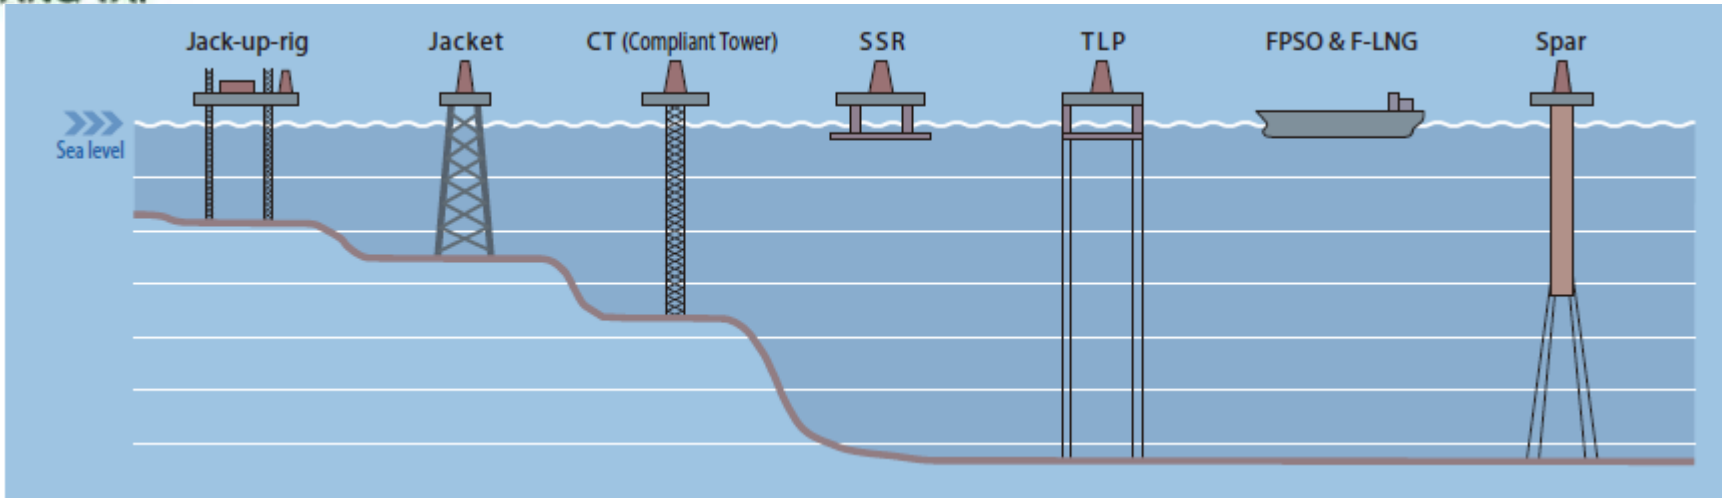 Jack-up-rig
Jacket
CT (Compliant Tower)
SSR
TLP
FPSO & F-LNG
Spar
Sea level